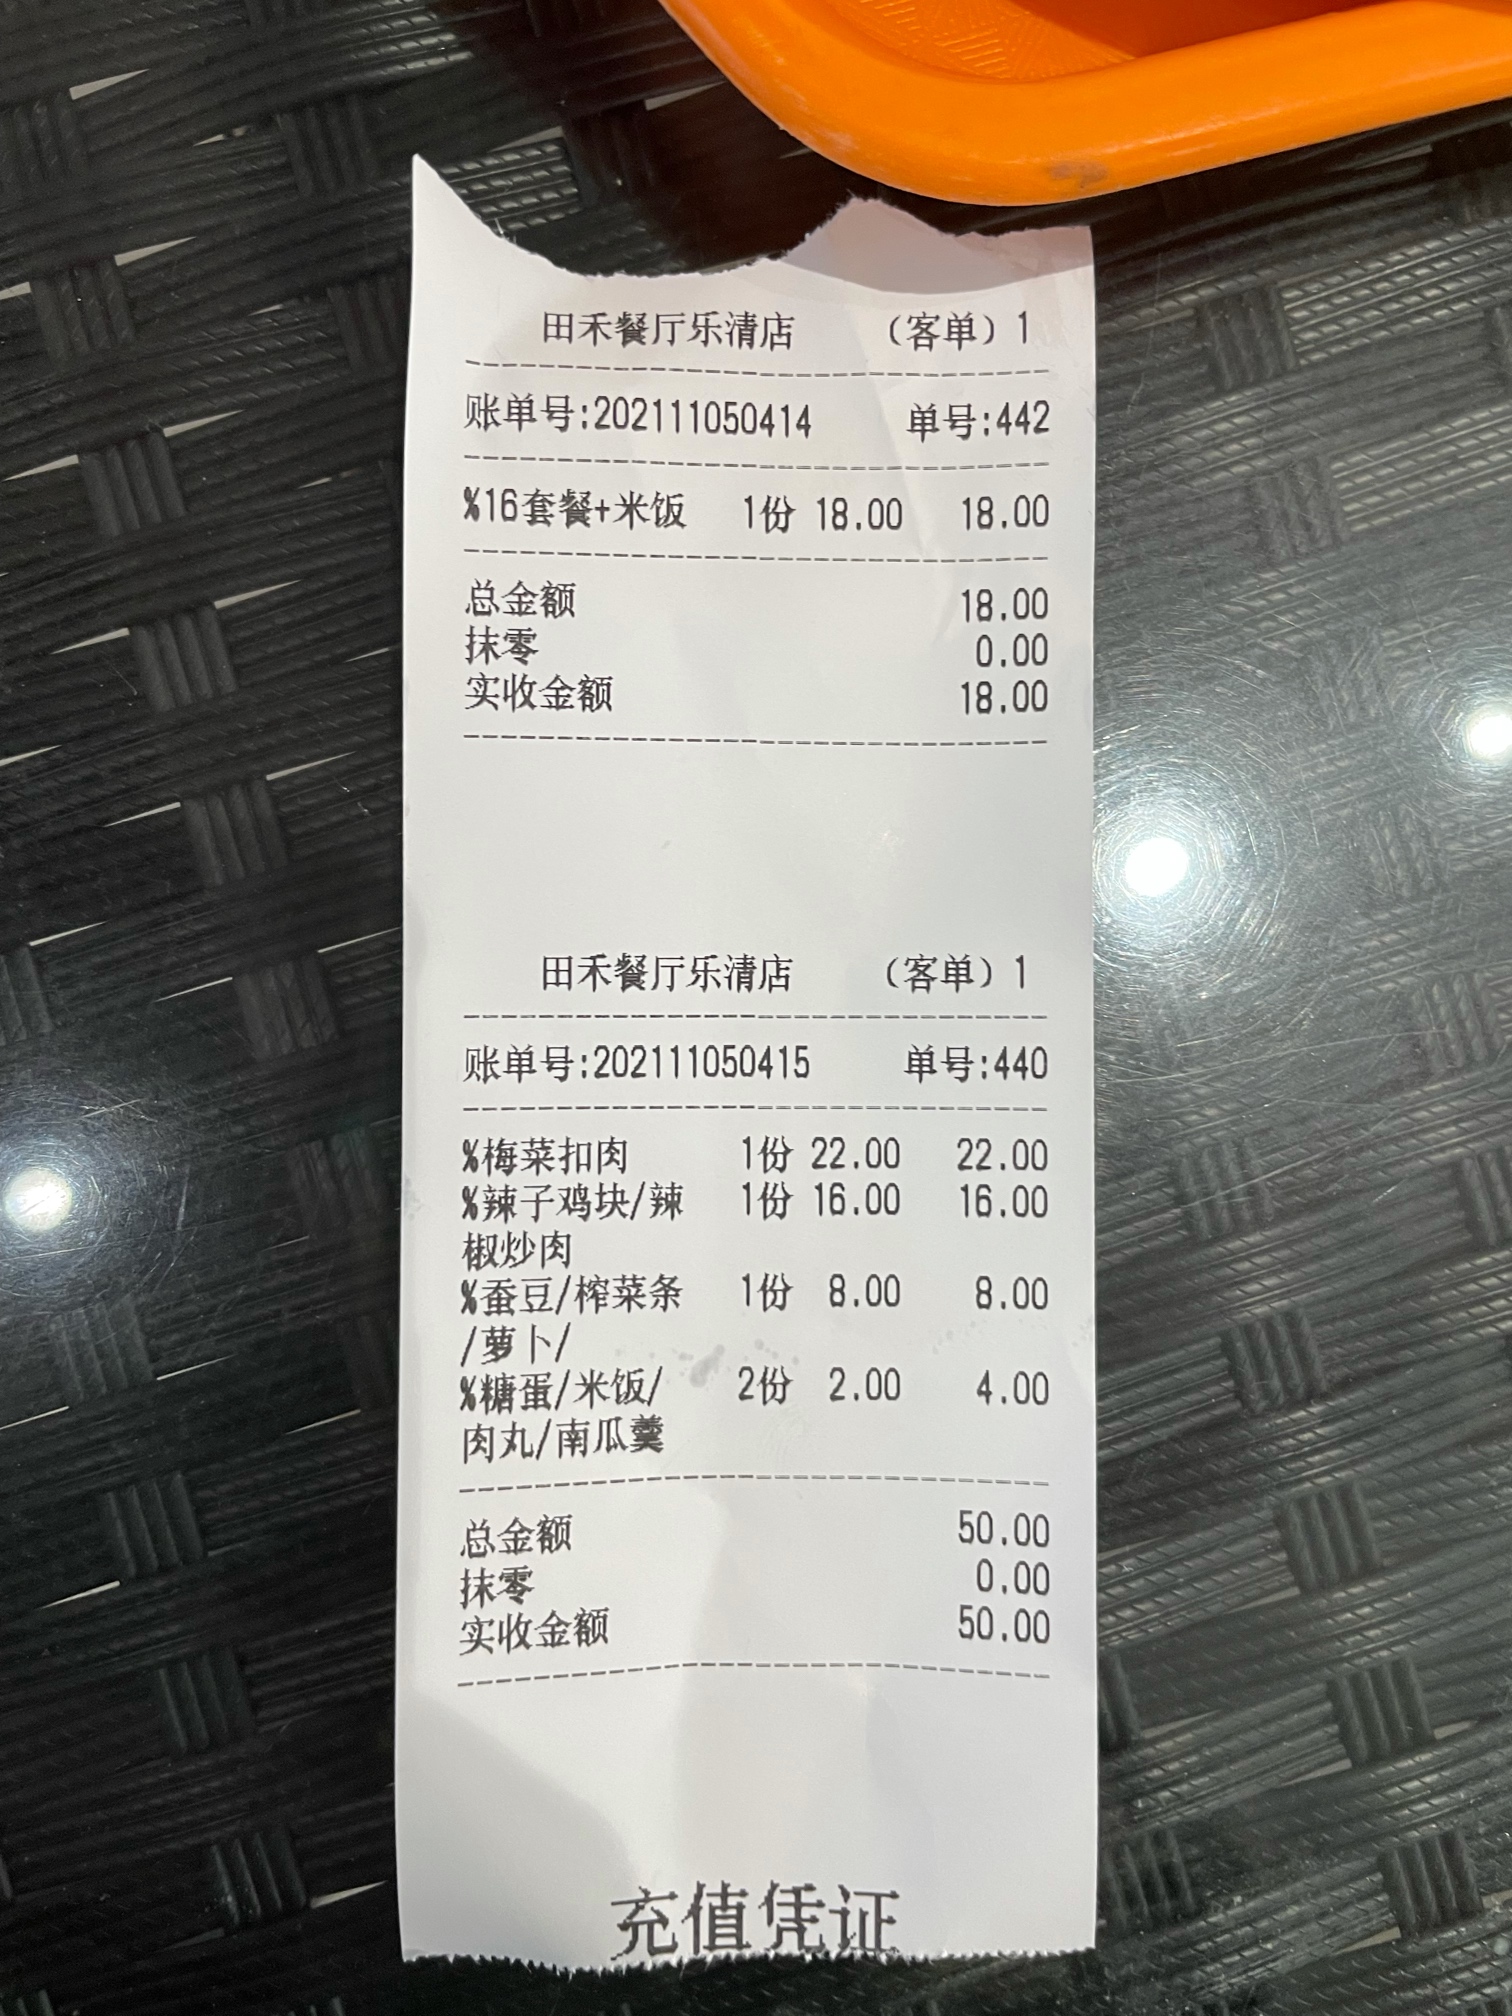 田禾餐厅乐清店 （客单）1
账单号:202111050414 单号:442
%16套餐+米饭 1份 18.00 18.00
总金额 18.00
抹零 0.00
实收金额 18.00
田禾餐厅乐清店 （客单）1
账单号:202111050415 单号:440
%梅菜扣肉 1份 22.00 22.00
%辣子鸡块/辣 1份 16.00 16.00
椒炒肉
%蚕豆/榨菜条 1份 8.00 8.00
/萝卜/
%糖蛋/米饭/ 2份 2.00 4.00
肉丸/南瓜羹
总金额 50.00
抹零 0.00
实收金额 50.00
充值凭证